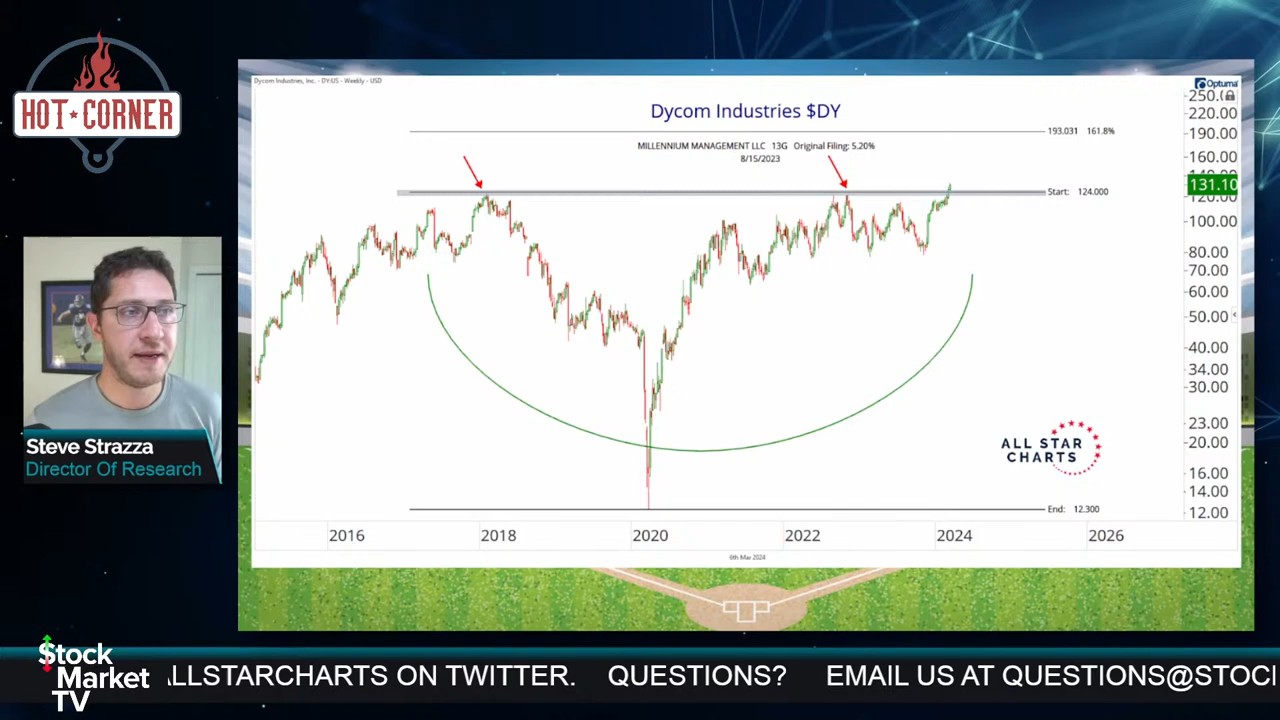 HOT★CORNER
Dycom Industries, Inc. - DY:US - Weekly - USD
Optuma
Dycom Industries $DY
193.031 161.8%
MILLENNIUM MANAGEMENT LLC 13G Original Filing: 5.20%
8/15/2023
Start: 124.000
250.
220.00
190.00
160.00
140.00
131.10
120.00
100.00
80.00
70.00
60.00
50.00
40.00
34.00
30.00
23.00
20.00
16.00
14.00
12.00
ALL STAR
CHARTS
End: 12.300
2016 2018 2020 2022 2024 2026
6th Mar 2024
Steve Strazza
Director Of Research
$tock
Market
TV
ALLSTARCHARTS ON TWITTER. QUESTIONS? EMAIL US AT QUESTIONS@STOCI